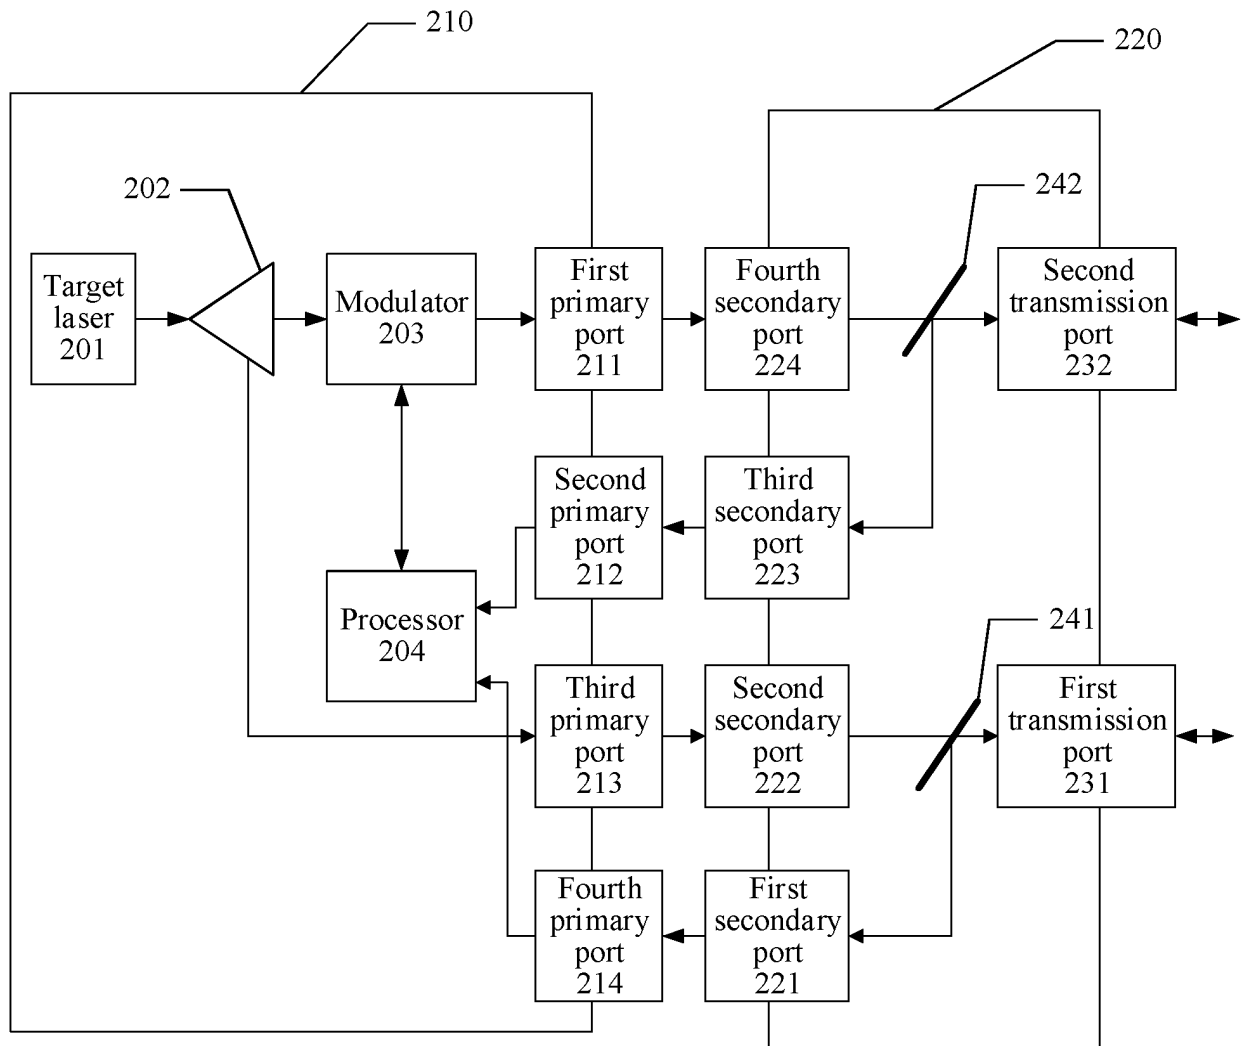 210
220
202
242
Target
laser
201
Modulator
203
First
primary
port
211
Fourth
secondary
port
224
Second
transmission
port
232
Second
primary
port
212
Third
secondary
port
223
Processor
204
241
Third
primary
port
213
Second
secondary
port
222
First
transmission
port
231
Fourth
primary
port
214
First
secondary
port
221